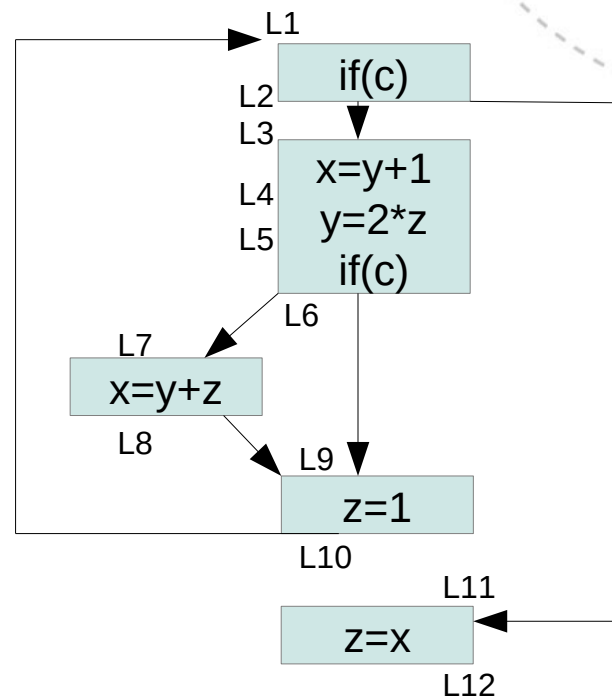 L1
if(c)
L2
L3
x=y+1
L4
y=2*z
L5
if(c)
L6
L7
x=y+z
L8
L9
z=1
L10
L11
z=x
L12